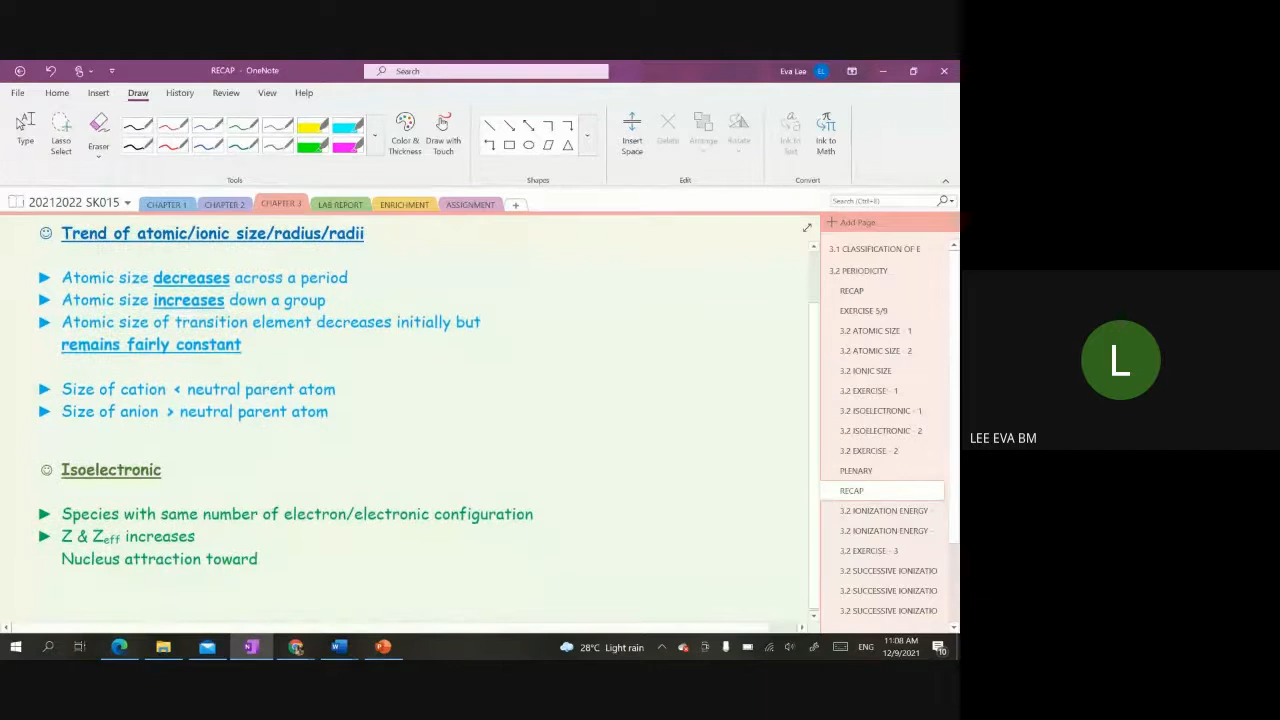 RECAP - OneNote
Search
Eva Lee
EL
File Home Insert Draw History Review View Help
Type
Lasso Select
Eraser
Color & Thickness
Draw with Touch
Insert Space
Delete
Arrange
Rotate
Ink to Text
Ink to Math
Tools
Shapes
Edit
Convert
20212022 SK015
CHAPTER 1
CHAPTER 2
CHAPTER 3
LAB REPORT
ENRICHMENT
ASSIGNMENT
Search (Ctrl+E)
Trend of atomic/ionic size/radius/radii
► Atomic size decreases across a period
► Atomic size increases down a group
► Atomic size of transition element decreases initially but
remains fairly constant
► Size of cation < neutral parent atom
► Size of anion > neutral parent atom
Isoelectronic
► Species with same number of electron/electronic configuration
► Z & Zeff increases
Nucleus attraction toward
Add Page
3.1 CLASSIFICATION OF E
3.2 PERIODICITY
RECAP
EXERCISE 5/9
3.2 ATOMIC SIZE - 1
3.2 ATOMIC SIZE - 2
3.2 IONIC SIZE
3.2 EXERCISE - 1
3.2 ISOELECTRONIC - 1
3.2 ISOELECTRONIC - 2
3.2 EXERCISE - 2
PLENARY
RECAP
3.2 IONIZATION ENERGY -
3.2 IONIZATION ENERGY -
3.2 EXERCISE - 3
3.2 SUCCESSIVE IONIZATIO
3.2 SUCCESSIVE IONIZATIO
3.2 SUCCESSIVE IONIZATIO
L
LEE EVA BM
28°C Light rain
ENG
11:08 AM
12/9/2021
10